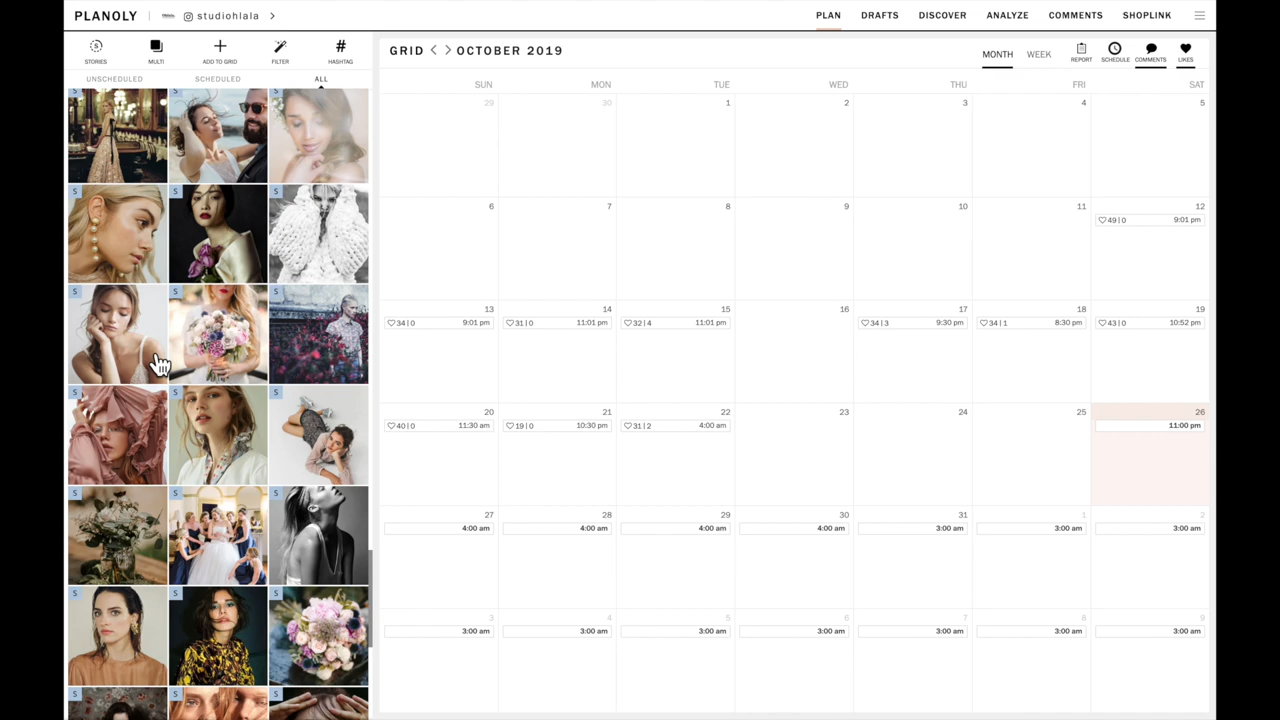 PLANOLY
studiohlala
PLAN DRAFTS DISCOVER ANALYZE COMMENTS SHOPLINK
STORIES MULTI ADD TO GRID FILTER HASHTAG
UNSCHEDULED SCHEDULED ALL
GRID OCTOBER 2019
MONTH WEEK REPORT SCHEDULE COMMENTS LIKES
SUN MON TUE WED THU FRI SAT
29 30 1 2 3 4 5
6 7 8 9 10 11 12
49 | 0 9:01 pm
13 14 15 16 17 18 19
34 | 0 9:01 pm 31 | 0 11:01 pm 32 | 4 11:01 pm 34 | 3 9:30 pm 34 | 1 8:30 pm 43 | 0 10:52 pm
20 21 22 23 24 25 26
40 | 0 11:30 am 19 | 0 10:30 pm 31 | 2 4:00 am 11:00 pm
27 28 29 30 31 1 2
4:00 am 4:00 am 4:00 am 4:00 am 3:00 am 3:00 am 3:00 am
3 4 5 6 7 8 9
3:00 am 3:00 am 3:00 am 3:00 am 3:00 am 3:00 am 3:00 am
S S S
S S S
S S S
S S S
S S S
S S S
S S S